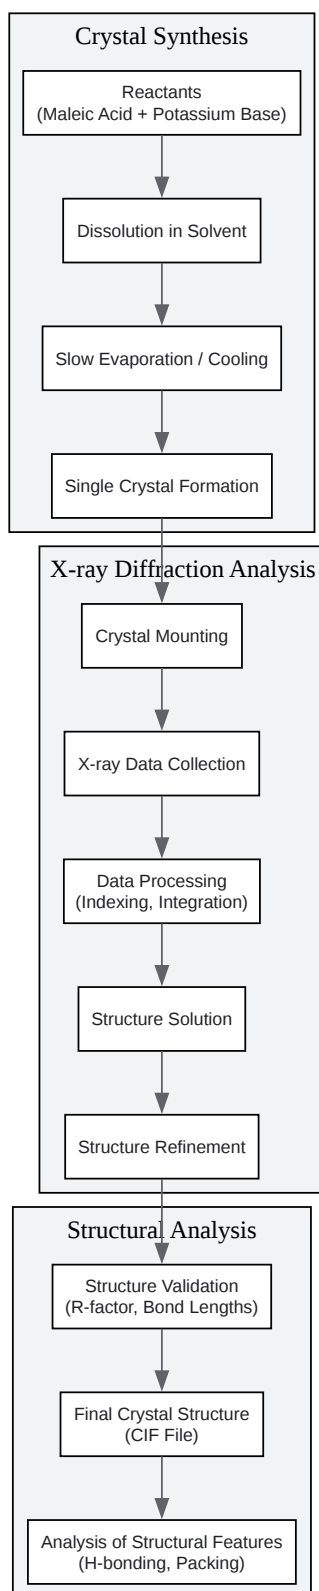 Crystal Synthesis
Reactants
(Maleic Acid + Potassium Base)
Dissolution in Solvent
Slow Evaporation / Cooling
Single Crystal Formation
X-ray Diffraction Analysis
Crystal Mounting
X-ray Data Collection
Data Processing
(Indexing, Integration)
Structure Solution
Structure Refinement
Structural Analysis
Structure Validation
(R-factor, Bond Lengths)
Final Crystal Structure
(CIF File)
Analysis of Structural Features
(H-bonding, Packing)